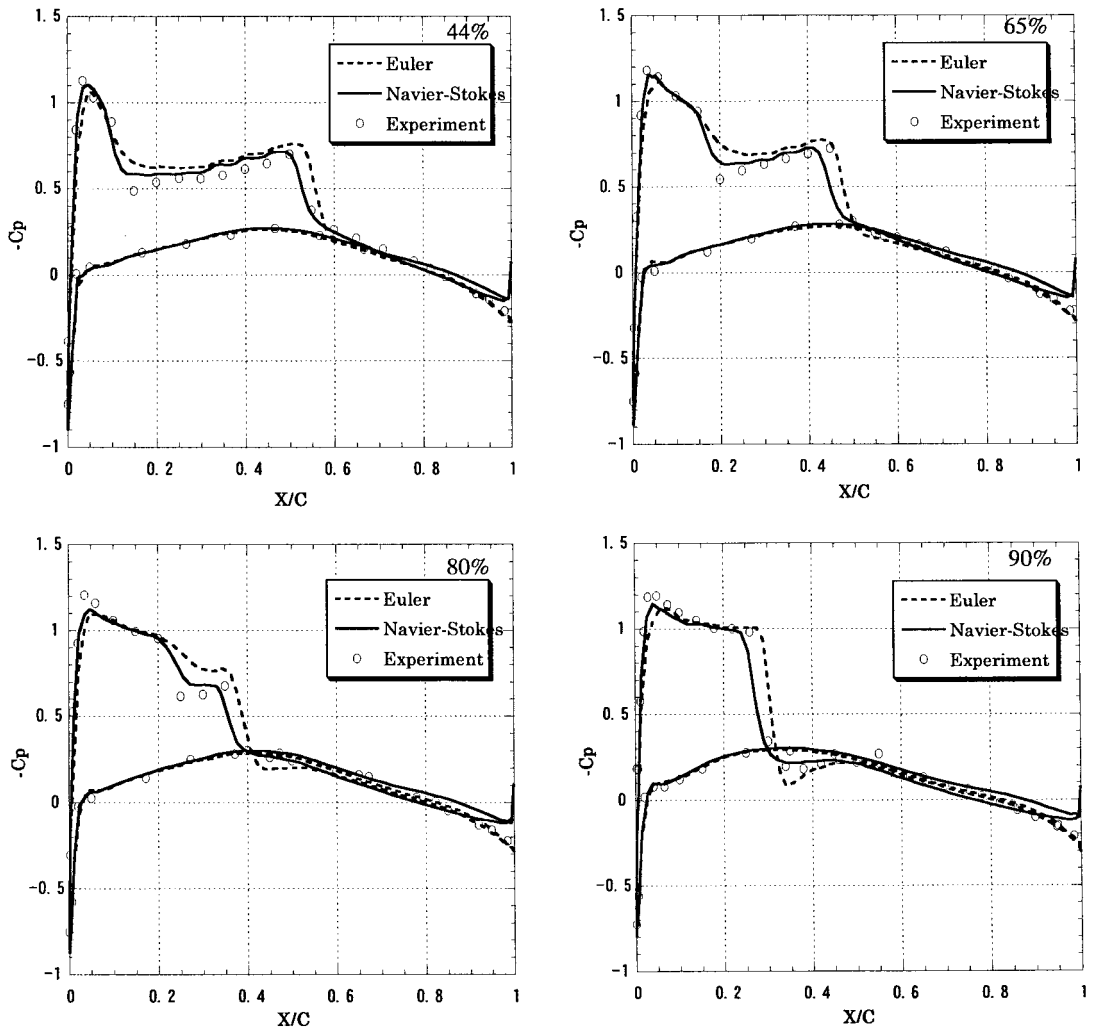 44%
1. 5
1
0. 5
0
-0. 5
-1
-Cp
Euler
Navier-Stokes
Experiment
0
0. 2
0. 4
0. 6
0. 8
1
X/C
65%
1. 5
1
0. 5
0
-0. 5
-1
-Cp
Euler
Navier-Stokes
Experiment
0
0. 2
0. 4
0. 6
0. 8
1
X/C
80%
1. 5
1
0. 5
0
-0. 5
-1
-Cp
Euler
Navier-Stokes
Experiment
0
0. 2
0. 4
0. 6
0. 8
1
X/C
90%
1. 5
1
0. 5
0
-0. 5
-1
-Cp
Euler
Navier-Stokes
Experiment
0
0. 2
0. 4
0. 6
0. 8
1
X/C